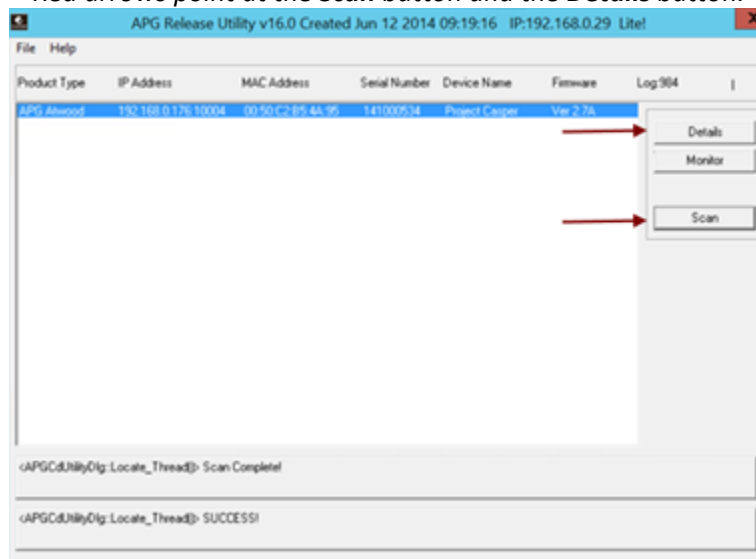 Red arrows point at the Scan button and the Details button.
APG Release Utility v16.0 Created Jun 12 2014 09:19:16 IP:192.168.0.29 Lite!
File Help
Product Type IP Address MAC Address Serial Number Device Name Firmware Log:984
APG Atwood 192.168.0.176:10004 00:50:C2:B5:4A:95 141000534 Project Casper Ver 2.7A
Details
Monitor
Scan
<APGCdUtilityDlg::Locate_Thread()> Scan Complete!
<APGCdUtilityDlg::Locate_Thread()> SUCCESS!